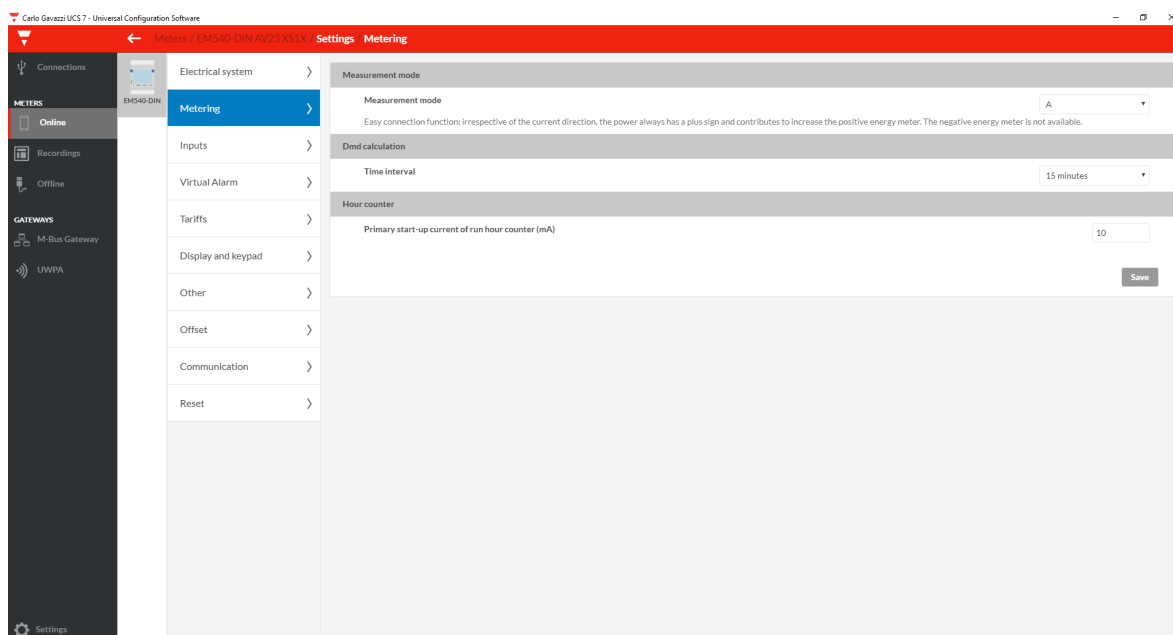 Carlo Gavazzi UCS 7 - Universal Configuration Software
Meters / EM540-DIN AV23 XS1X / Settings / Metering
Connections
METERS
Online
Recordings
Offline
GATEWAYS
M-Bus Gateway
UWPA
Settings
EM540-DIN
Electrical system
Metering
Inputs
Virtual Alarm
Tariffs
Display and keypad
Other
Offset
Communication
Reset
Measurement mode
Measurement mode
A
Easy connection function: irrespective of the current direction, the power always has a plus sign and contributes to increase the positive energy meter. The negative energy meter is not available.
Dmd calculation
Time interval
15 minutes
Hour counter
Primary start-up current of run hour counter (mA)
10
Save